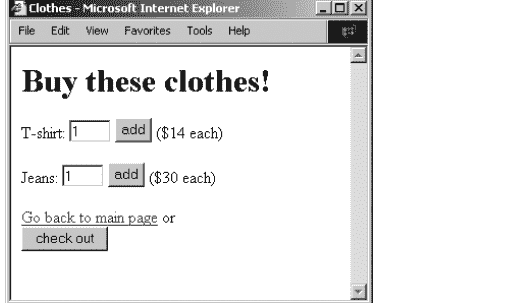 Clothes - Microsoft Internet Explorer
File Edit View Favorites Tools Help
Buy these clothes!
T-shirt: 1 add ($14 each)
Jeans: 1 add ($30 each)
Go back to main page or
check out